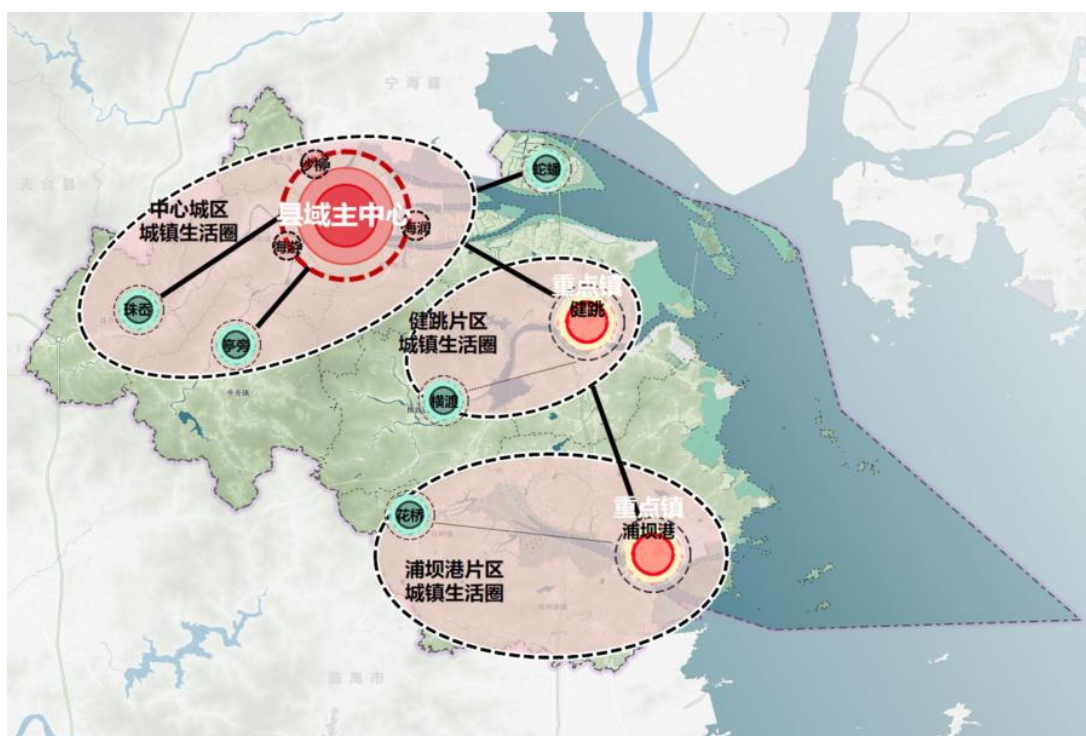 宁海县
天台县
沙柳
蛇蟠
县域主中心
中心城区
城镇生活圈
海游
海润
重点镇
健跳
珠岙
亭旁
健跳片区
城镇生活圈
横渡
重点镇
浦坝港
花桥
浦坝港片区
城镇生活圈
临海市